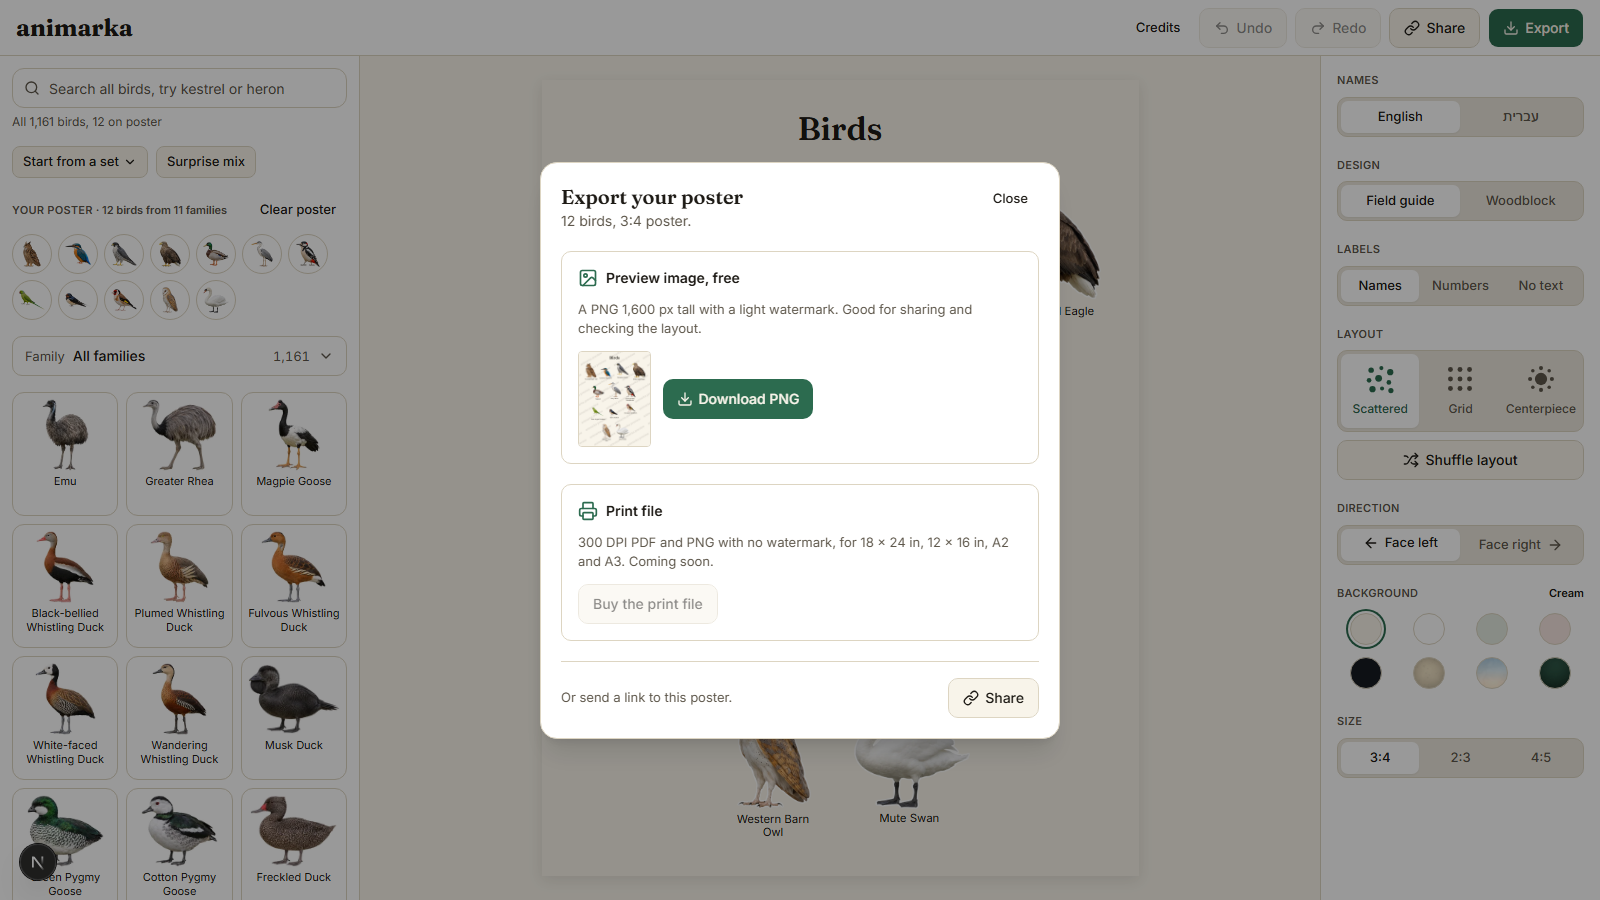 animarka
Credits
Undo
Redo
Share
Export
Search all birds, try kestrel or heron
All 1,161 birds, 12 on poster
Start from a set
Surprise mix
YOUR POSTER · 12 birds from 11 families
Clear poster
Family All families 1,161
Emu
Greater Rhea
Magpie Goose
Black-bellied
Whistling Duck
Plumed Whistling
Duck
Fulvous Whistling
Duck
White-faced
Whistling Duck
Wandering
Whistling Duck
Musk Duck
N
Pygmy
Goose
Cotton Pygmy
Goose
Freckled Duck
Birds
Eagle
Western Barn
Owl
Mute Swan
Export your poster
Close
12 birds, 3:4 poster.
Preview image, free
A PNG 1,600 px tall with a light watermark. Good for sharing and
checking the layout.
Birds
Download PNG
Print file
300 DPI PDF and PNG with no watermark, for 18 × 24 in, 12 × 16 in, A2
and A3. Coming soon.
Buy the print file
Or send a link to this poster.
Share
NAMES
English
עברית
DESIGN
Field guide
Woodblock
LABELS
Names
Numbers
No text
LAYOUT
Scattered
Grid
Centerpiece
Shuffle layout
DIRECTION
Face left
Face right
BACKGROUND
Cream
SIZE
3:4
2:3
4:5